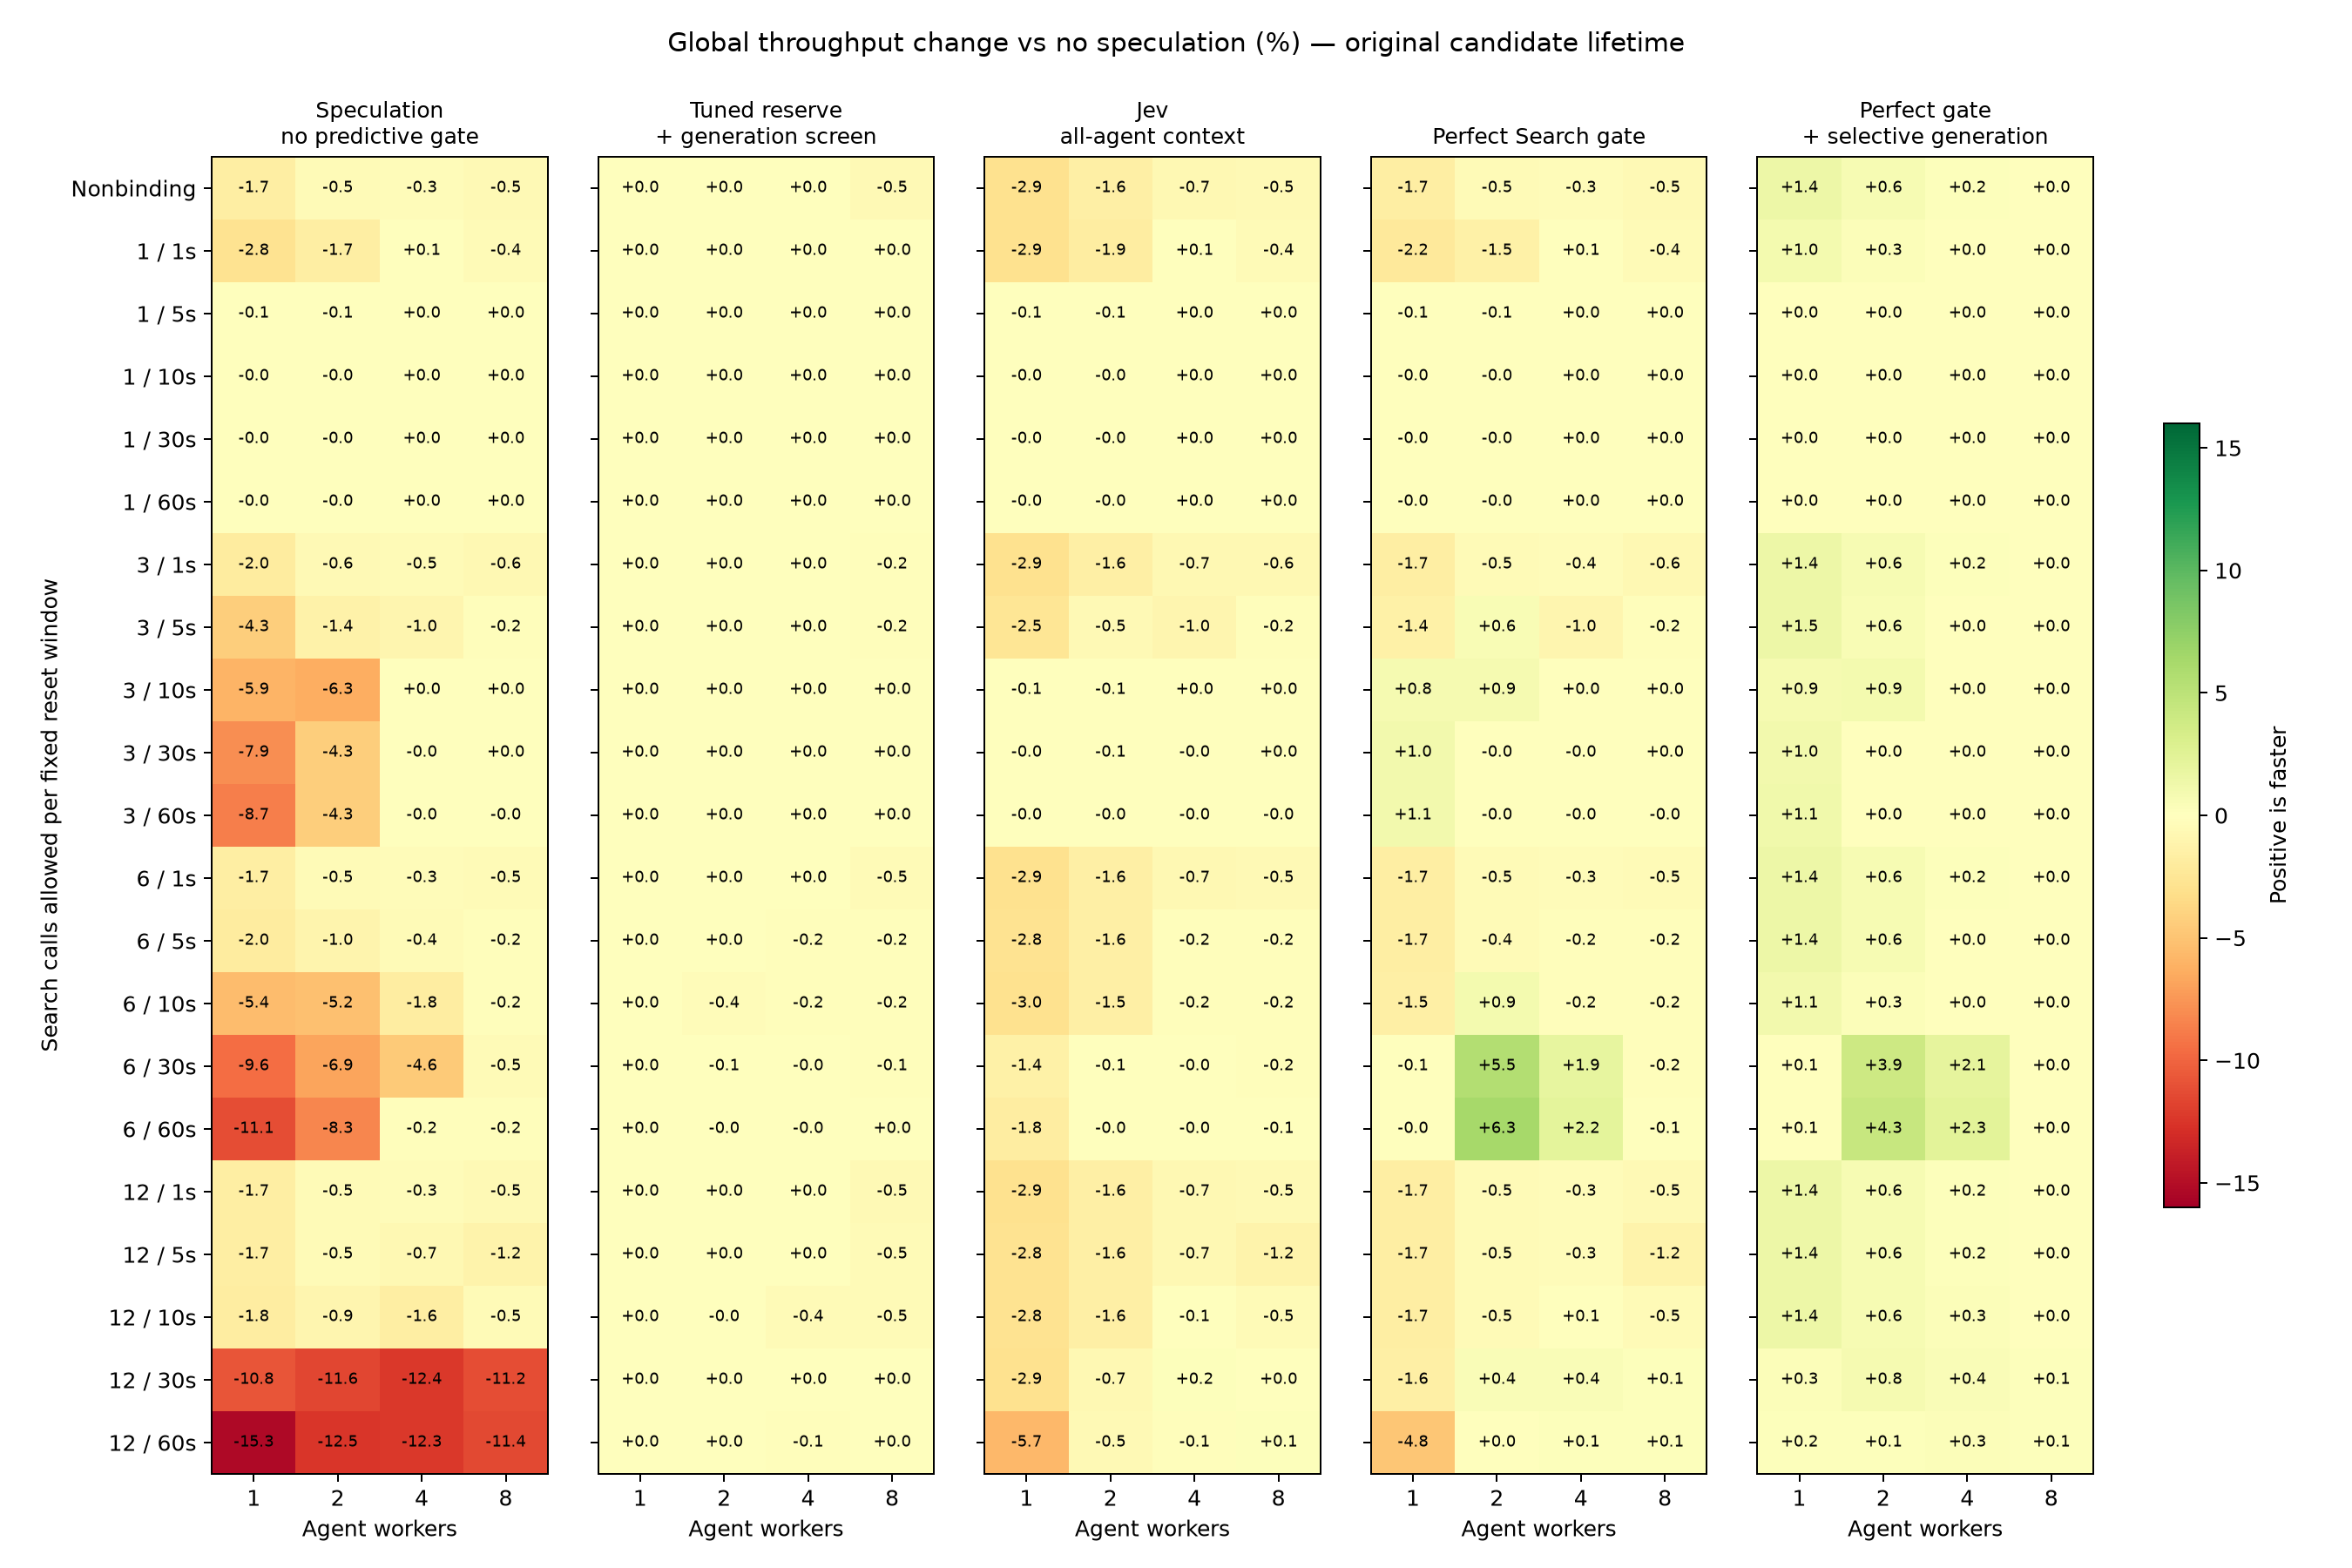 Global throughput change vs no speculation (%) — original candidate lifetime
Speculation
no predictive gate
Tuned reserve
+ generation screen
Jev
all-agent context
Perfect Search gate
Perfect gate
+ selective generation
Search calls allowed per fixed reset window
Nonbinding -1.7 -0.5 -0.3 -0.5 +0.0 +0.0 +0.0 -0.5 -2.9 -1.6 -0.7 -0.5 -1.7 -0.5 -0.3 -0.5 +1.4 +0.6 +0.2 +0.0
1 / 1s -2.8 -1.7 +0.1 -0.4 +0.0 +0.0 +0.0 +0.0 -2.9 -1.9 +0.1 -0.4 -2.2 -1.5 +0.1 -0.4 +1.0 +0.3 +0.0 +0.0
1 / 5s -0.1 -0.1 +0.0 +0.0 +0.0 +0.0 +0.0 +0.0 -0.1 -0.1 +0.0 +0.0 -0.1 -0.1 +0.0 +0.0 +0.0 +0.0 +0.0 +0.0
1 / 10s -0.0 -0.0 +0.0 +0.0 +0.0 +0.0 +0.0 +0.0 -0.0 -0.0 +0.0 +0.0 -0.0 -0.0 +0.0 +0.0 +0.0 +0.0 +0.0 +0.0
1 / 30s -0.0 -0.0 +0.0 +0.0 +0.0 +0.0 +0.0 +0.0 -0.0 -0.0 +0.0 +0.0 -0.0 -0.0 +0.0 +0.0 +0.0 +0.0 +0.0 +0.0
1 / 60s -0.0 -0.0 +0.0 +0.0 +0.0 +0.0 +0.0 +0.0 -0.0 -0.0 +0.0 +0.0 -0.0 -0.0 +0.0 +0.0 +0.0 +0.0 +0.0 +0.0
3 / 1s -2.0 -0.6 -0.5 -0.6 +0.0 +0.0 +0.0 -0.2 -2.9 -1.6 -0.7 -0.6 -1.7 -0.5 -0.4 -0.6 +1.4 +0.6 +0.2 +0.0
3 / 5s -4.3 -1.4 -1.0 -0.2 +0.0 +0.0 +0.0 -0.2 -2.5 -0.5 -1.0 -0.2 -1.4 +0.6 -1.0 -0.2 +1.5 +0.6 +0.0 +0.0
3 / 10s -5.9 -6.3 +0.0 +0.0 +0.0 +0.0 +0.0 +0.0 -0.1 -0.1 +0.0 +0.0 +0.8 +0.9 +0.0 +0.0 +0.9 +0.9 +0.0 +0.0
3 / 30s -7.9 -4.3 -0.0 +0.0 +0.0 +0.0 +0.0 +0.0 -0.0 -0.1 -0.0 +0.0 +1.0 -0.0 -0.0 +0.0 +1.0 +0.0 +0.0 +0.0
3 / 60s -8.7 -4.3 -0.0 -0.0 +0.0 +0.0 +0.0 +0.0 -0.0 -0.0 -0.0 -0.0 +1.1 -0.0 -0.0 -0.0 +1.1 +0.0 +0.0 +0.0
6 / 1s -1.7 -0.5 -0.3 -0.5 +0.0 +0.0 +0.0 -0.5 -2.9 -1.6 -0.7 -0.5 -1.7 -0.5 -0.3 -0.5 +1.4 +0.6 +0.2 +0.0
6 / 5s -2.0 -1.0 -0.4 -0.2 +0.0 +0.0 -0.2 -0.2 -2.8 -1.6 -0.2 -0.2 -1.7 -0.4 -0.2 -0.2 +1.4 +0.6 +0.0 +0.0
6 / 10s -5.4 -5.2 -1.8 -0.2 +0.0 -0.4 -0.2 -0.2 -3.0 -1.5 -0.2 -0.2 -1.5 +0.9 -0.2 -0.2 +1.1 +0.3 +0.0 +0.0
6 / 30s -9.6 -6.9 -4.6 -0.5 +0.0 -0.1 -0.0 -0.1 -1.4 -0.1 -0.0 -0.2 -0.1 +5.5 +1.9 -0.2 +0.1 +3.9 +2.1 +0.0
6 / 60s -11.1 -8.3 -0.2 -0.2 +0.0 -0.0 -0.0 +0.0 -1.8 -0.0 -0.0 -0.1 -0.0 +6.3 +2.2 -0.1 +0.1 +4.3 +2.3 +0.0
12 / 1s -1.7 -0.5 -0.3 -0.5 +0.0 +0.0 +0.0 -0.5 -2.9 -1.6 -0.7 -0.5 -1.7 -0.5 -0.3 -0.5 +1.4 +0.6 +0.2 +0.0
12 / 5s -1.7 -0.5 -0.7 -1.2 +0.0 +0.0 +0.0 -0.5 -2.8 -1.6 -0.7 -1.2 -1.7 -0.5 -0.3 -1.2 +1.4 +0.6 +0.2 +0.0
12 / 10s -1.8 -0.9 -1.6 -0.5 +0.0 -0.0 -0.4 -0.5 -2.8 -1.6 -0.1 -0.5 -1.7 -0.5 +0.1 -0.5 +1.4 +0.6 +0.3 +0.0
12 / 30s -10.8 -11.6 -12.4 -11.2 +0.0 +0.0 +0.0 +0.0 -2.9 -0.7 +0.2 +0.0 -1.6 +0.4 +0.4 +0.1 +0.3 +0.8 +0.4 +0.1
12 / 60s -15.3 -12.5 -12.3 -11.4 +0.0 +0.0 -0.1 +0.0 -5.7 -0.5 -0.1 +0.1 -4.8 +0.0 +0.1 +0.1 +0.2 +0.1 +0.3 +0.1
1 2 4 8 1 2 4 8 1 2 4 8 1 2 4 8 1 2 4 8
Agent workers Agent workers Agent workers Agent workers Agent workers
15
10
5
0
−5
−10
−15
Positive is faster